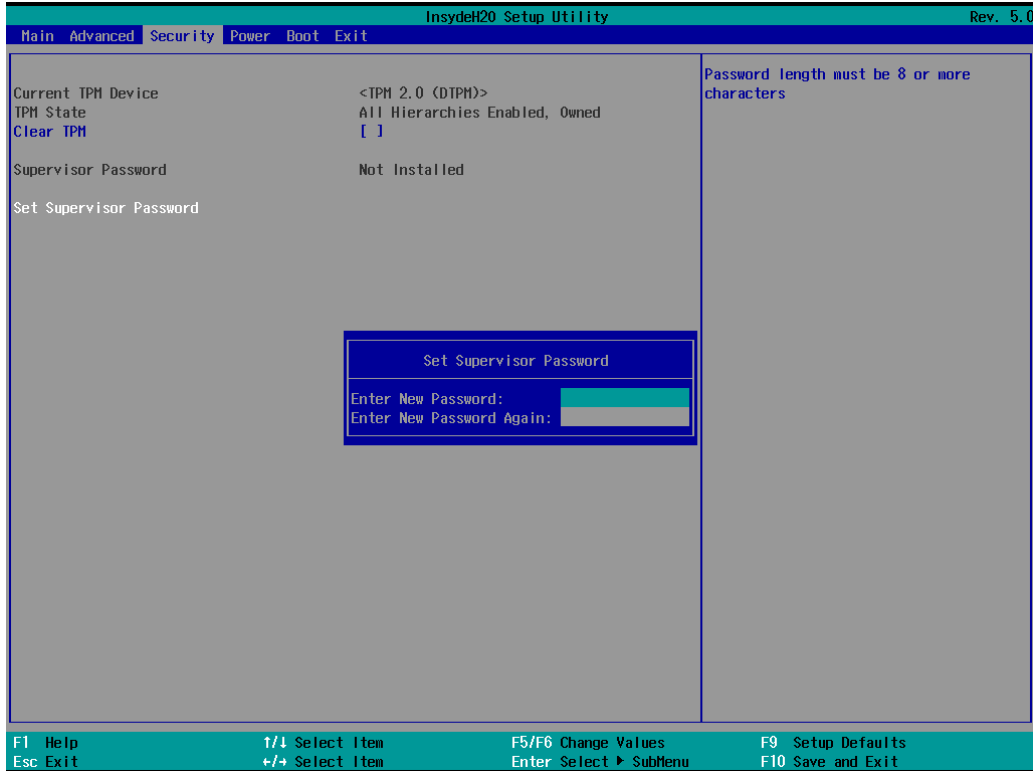 InsydeH20 Setup Utility Rev. 5.0
Main Advanced Security Power Boot Exit
Current TPM Device <TPM 2.0 (DTPM)>
TPM State All Hierarchies Enabled, Owned
Clear TPM [ ]
Supervisor Password Not Installed
Set Supervisor Password
Password length must be 8 or more
characters
Set Supervisor Password
Enter New Password:
Enter New Password Again:
F1 Help ↑/↓ Select Item F5/F6 Change Values F9 Setup Defaults
Esc Exit ←/→ Select Item Enter Select ▶ SubMenu F10 Save and Exit